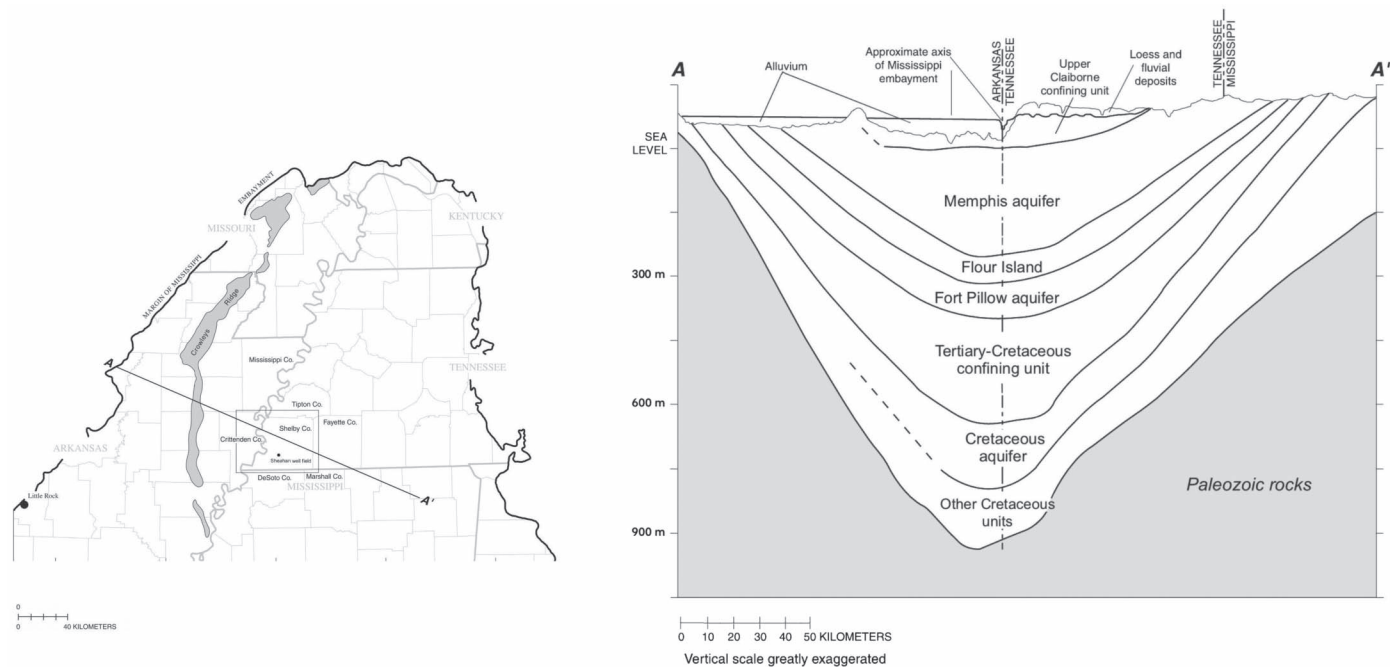 EMBAYMENT
MISSOURI
KENTUCKY
MARGIN OF MISSISSIPPI
Crowleys
Ridge
Mississippi Co.
A
TENNESSEE
Tipton Co.
Fayette Co.
Shelby Co.
Crittenden Co.
Sheahan well field
ARKANSAS
DeSoto Co.
Marshall Co.
MISSISSIPPI
A'
Little Rock
0
0
40 KILOMETERS
A
Alluvium
Approximate axis
of Mississippi
embayment
ARKANSAS
TENNESSEE
Upper
Claiborne
confining unit
Loess and
fluvial
deposits
TENNESSEE
MISSISSIPPI
A'
SEA
LEVEL
Memphis aquifer
300 m
Flour Island
Fort Pillow aquifer
Tertiary-Cretaceous
confining unit
600 m
Cretaceous
aquifer
Paleozoic rocks
Other Cretaceous
units
900 m
0 10 20 30 40 50 KILOMETERS
Vertical scale greatly exaggerated